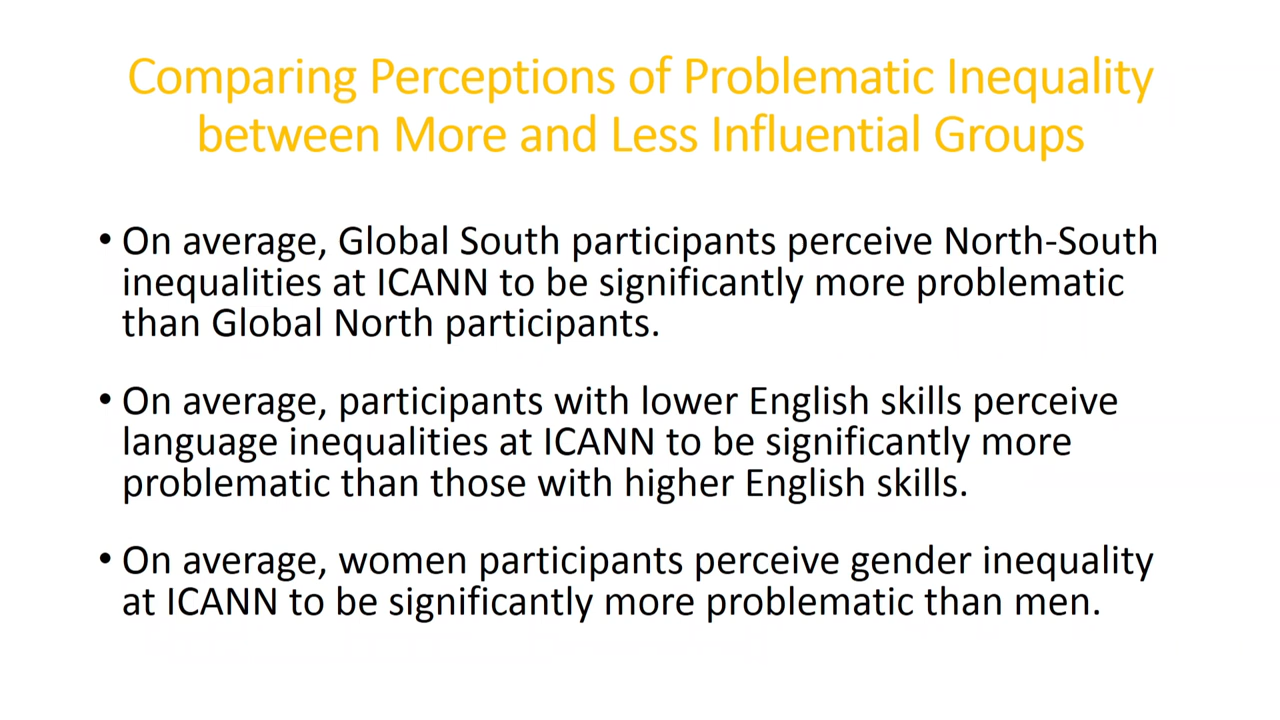 Comparing Perceptions of Problematic Inequality
between More and Less Influential Groups
• On average, Global South participants perceive North-South
inequalities at ICANN to be significantly more problematic
than Global North participants.
• On average, participants with lower English skills perceive
language inequalities at ICANN to be significantly more
problematic than those with higher English skills.
• On average, women participants perceive gender inequality
at ICANN to be significantly more problematic than men.